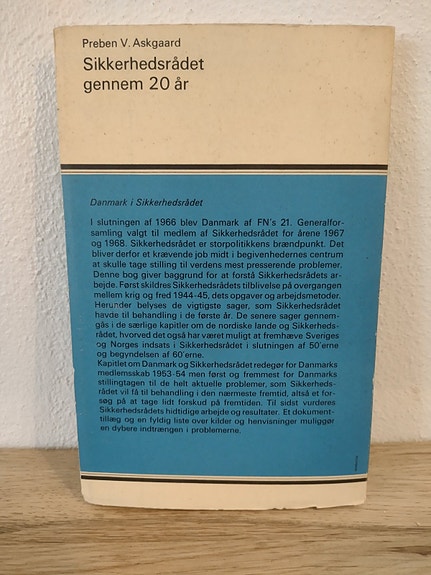 Preben V. Askgaard
Sikkerhedsrådet
gennem 20 år
Danmark i Sikkerhedsrådet
I slutningen af 1966 blev Danmark af FN's 21. Generalfor-
samling valgt til medlem af Sikkerhedsrådet for årene 1967
og 1968. Sikkerhedsrådet er storpolitikkens brændpunkt. Det
bliver derfor et krævende job midt i begivenhedernes centrum
at skulle tage stilling til verdens mest presserende problemer.
Denne bog giver baggrund for at forstå Sikkerhedsrådets ar-
bejde. Først skildres Sikkerhedsrådets tilblivelse på overgangen
mellem krig og fred 1944-45, dets opgaver og arbejdsmetoder.
Herunder belyses de vigtigste sager, som Sikkerhedsrådet
havde til behandling i de første år. De senere sager gennem-
gås i de særlige kapitler om de nordiske lande og Sikkerheds-
rådet, hvorved det også har været muligt at fremhæve Sveriges
og Norges indsats i Sikkerhedsrådet i slutningen af 50'erne
og begyndelsen af 60'erne.
Kapitlet om Danmark og Sikkerhedsrådet redegør for Danmarks
medlemsskab 1953-54 men først og fremmest for Danmarks
stillingtagen til de helt aktuelle problemer, som Sikkerheds-
rådet vil få til behandling i den nærmeste fremtid, altså et for-
søg på at tage lidt forskud på fremtiden. Til sidst vurderes
Sikkerhedsrådets hidtidige arbejde og resultater. Et dokument-
tillæg og en fyldig liste over kilder og henvisninger muliggør
en dybere indtrængen i problemerne.